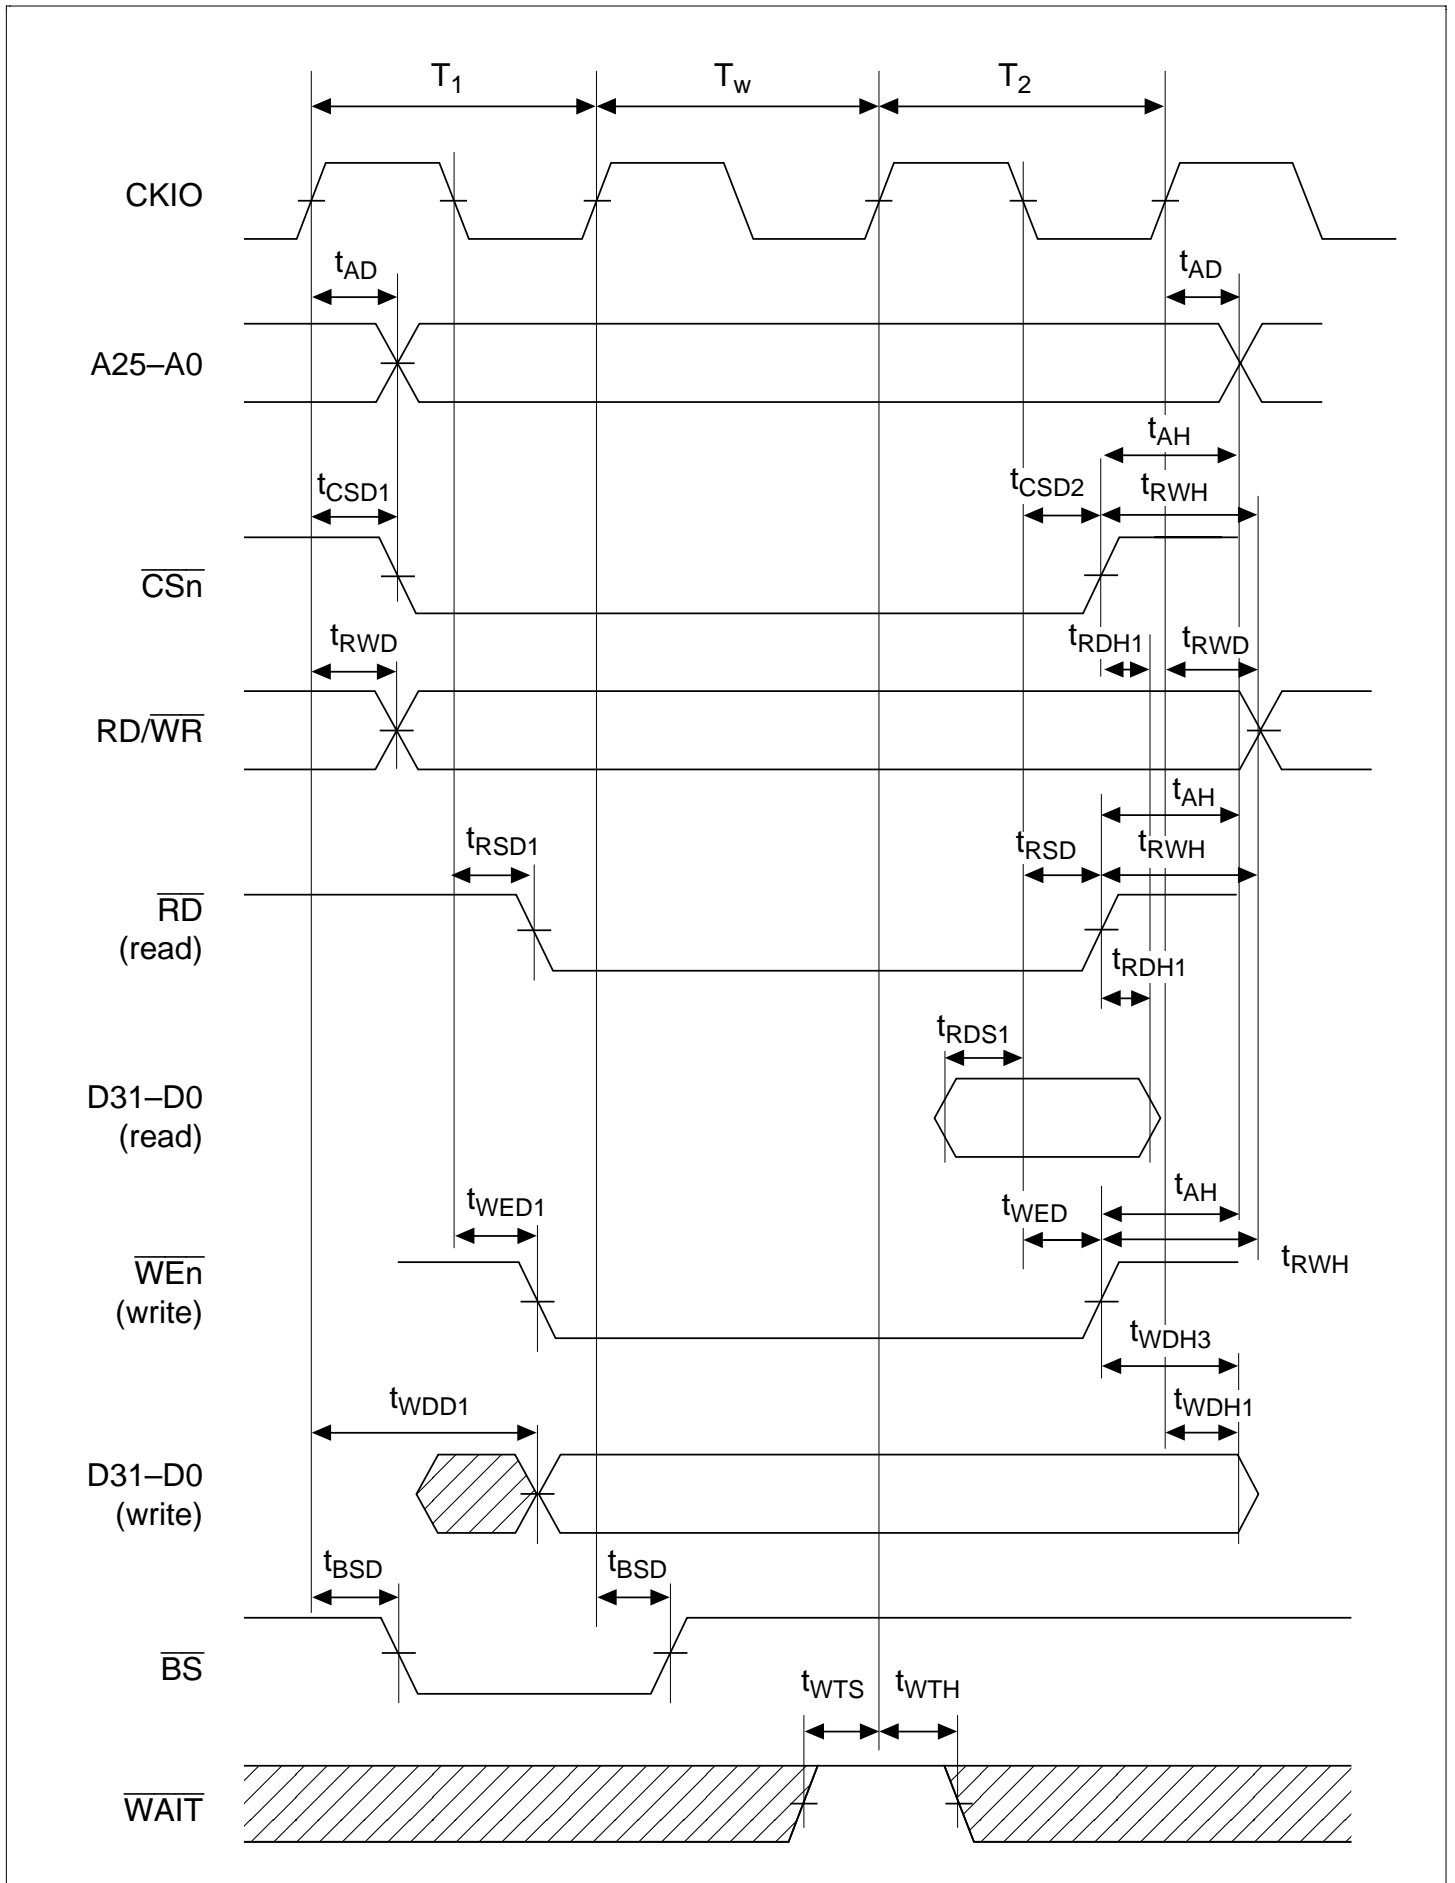 T1 Tw T2
CKIO
tAD tAD
A25–A0
tAH
tCSD1 tCSD2 tRWH
CSn
tRWD tRDH1 tRWD
RD/WR
tAH
tRSD1 tRSD tRWH
RD
(read)
tRDH1
tRDS1
D31–D0
(read)
tWED1 tWED tAH
WEn
tRWH
(write)
tWDH3
tWDD1 tWDH1
D31–D0
(write)
tBSD tBSD
BS
tWTS tWTH
WAIT